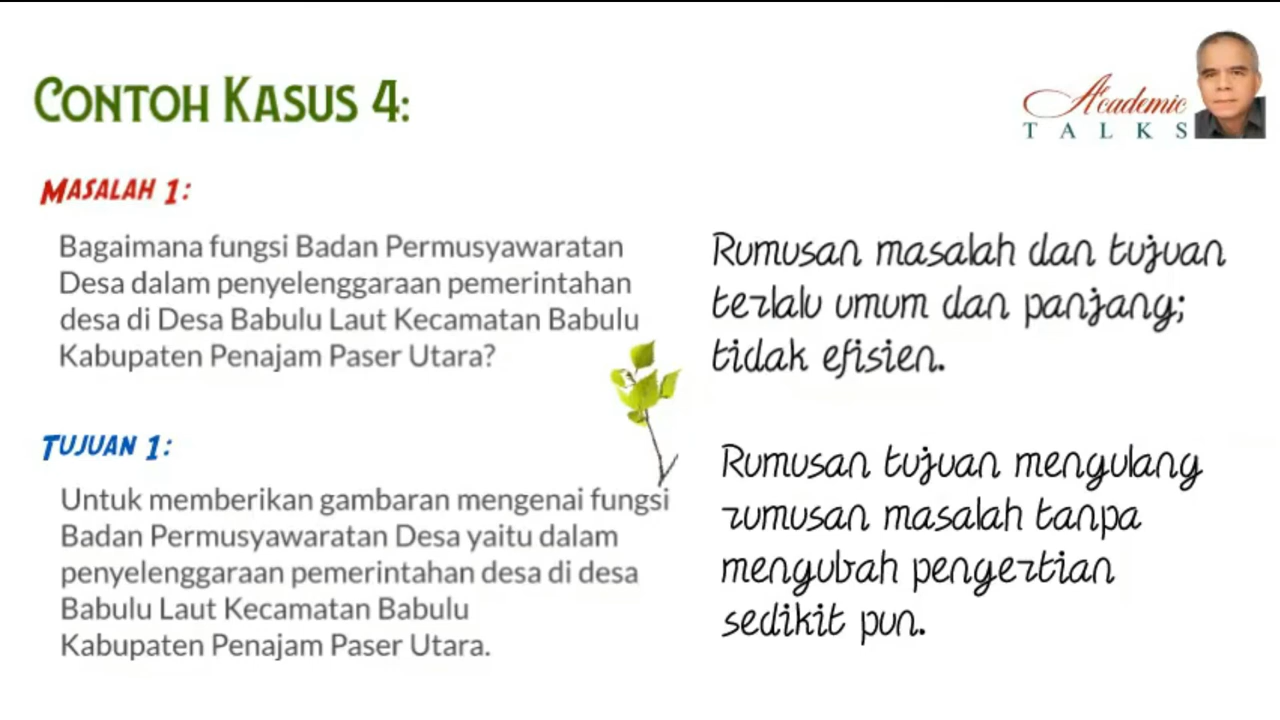 CONTOH KASUS 4:
Academic
TALKS
MASALAH 1:
Bagaimana fungsi Badan Permusyawaratan
Desa dalam penyelenggaraan pemerintahan
desa di Desa Babulu Laut Kecamatan Babulu
Kabupaten Penajam Paser Utara?
Rumusan masalah dan tujuan
terlalu umum dan panjang;
tidak efisien.
TUJUAN 1:
Untuk memberikan gambaran mengenai fungsi
Badan Permusyawaratan Desa yaitu dalam
penyelenggaraan pemerintahan desa di desa
Babulu Laut Kecamatan Babulu
Kabupaten Penajam Paser Utara.
Rumusan tujuan mengulang
rumusan masalah tanpa
mengubah pengertian
sedikit pun.